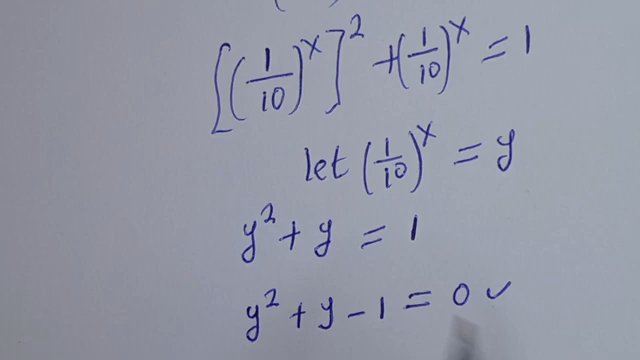 [(1/10)^x]^2 + (1/10)^x = 1
let (1/10)^x = y
y^2 + y = 1
y^2 + y - 1 = 0 ✓